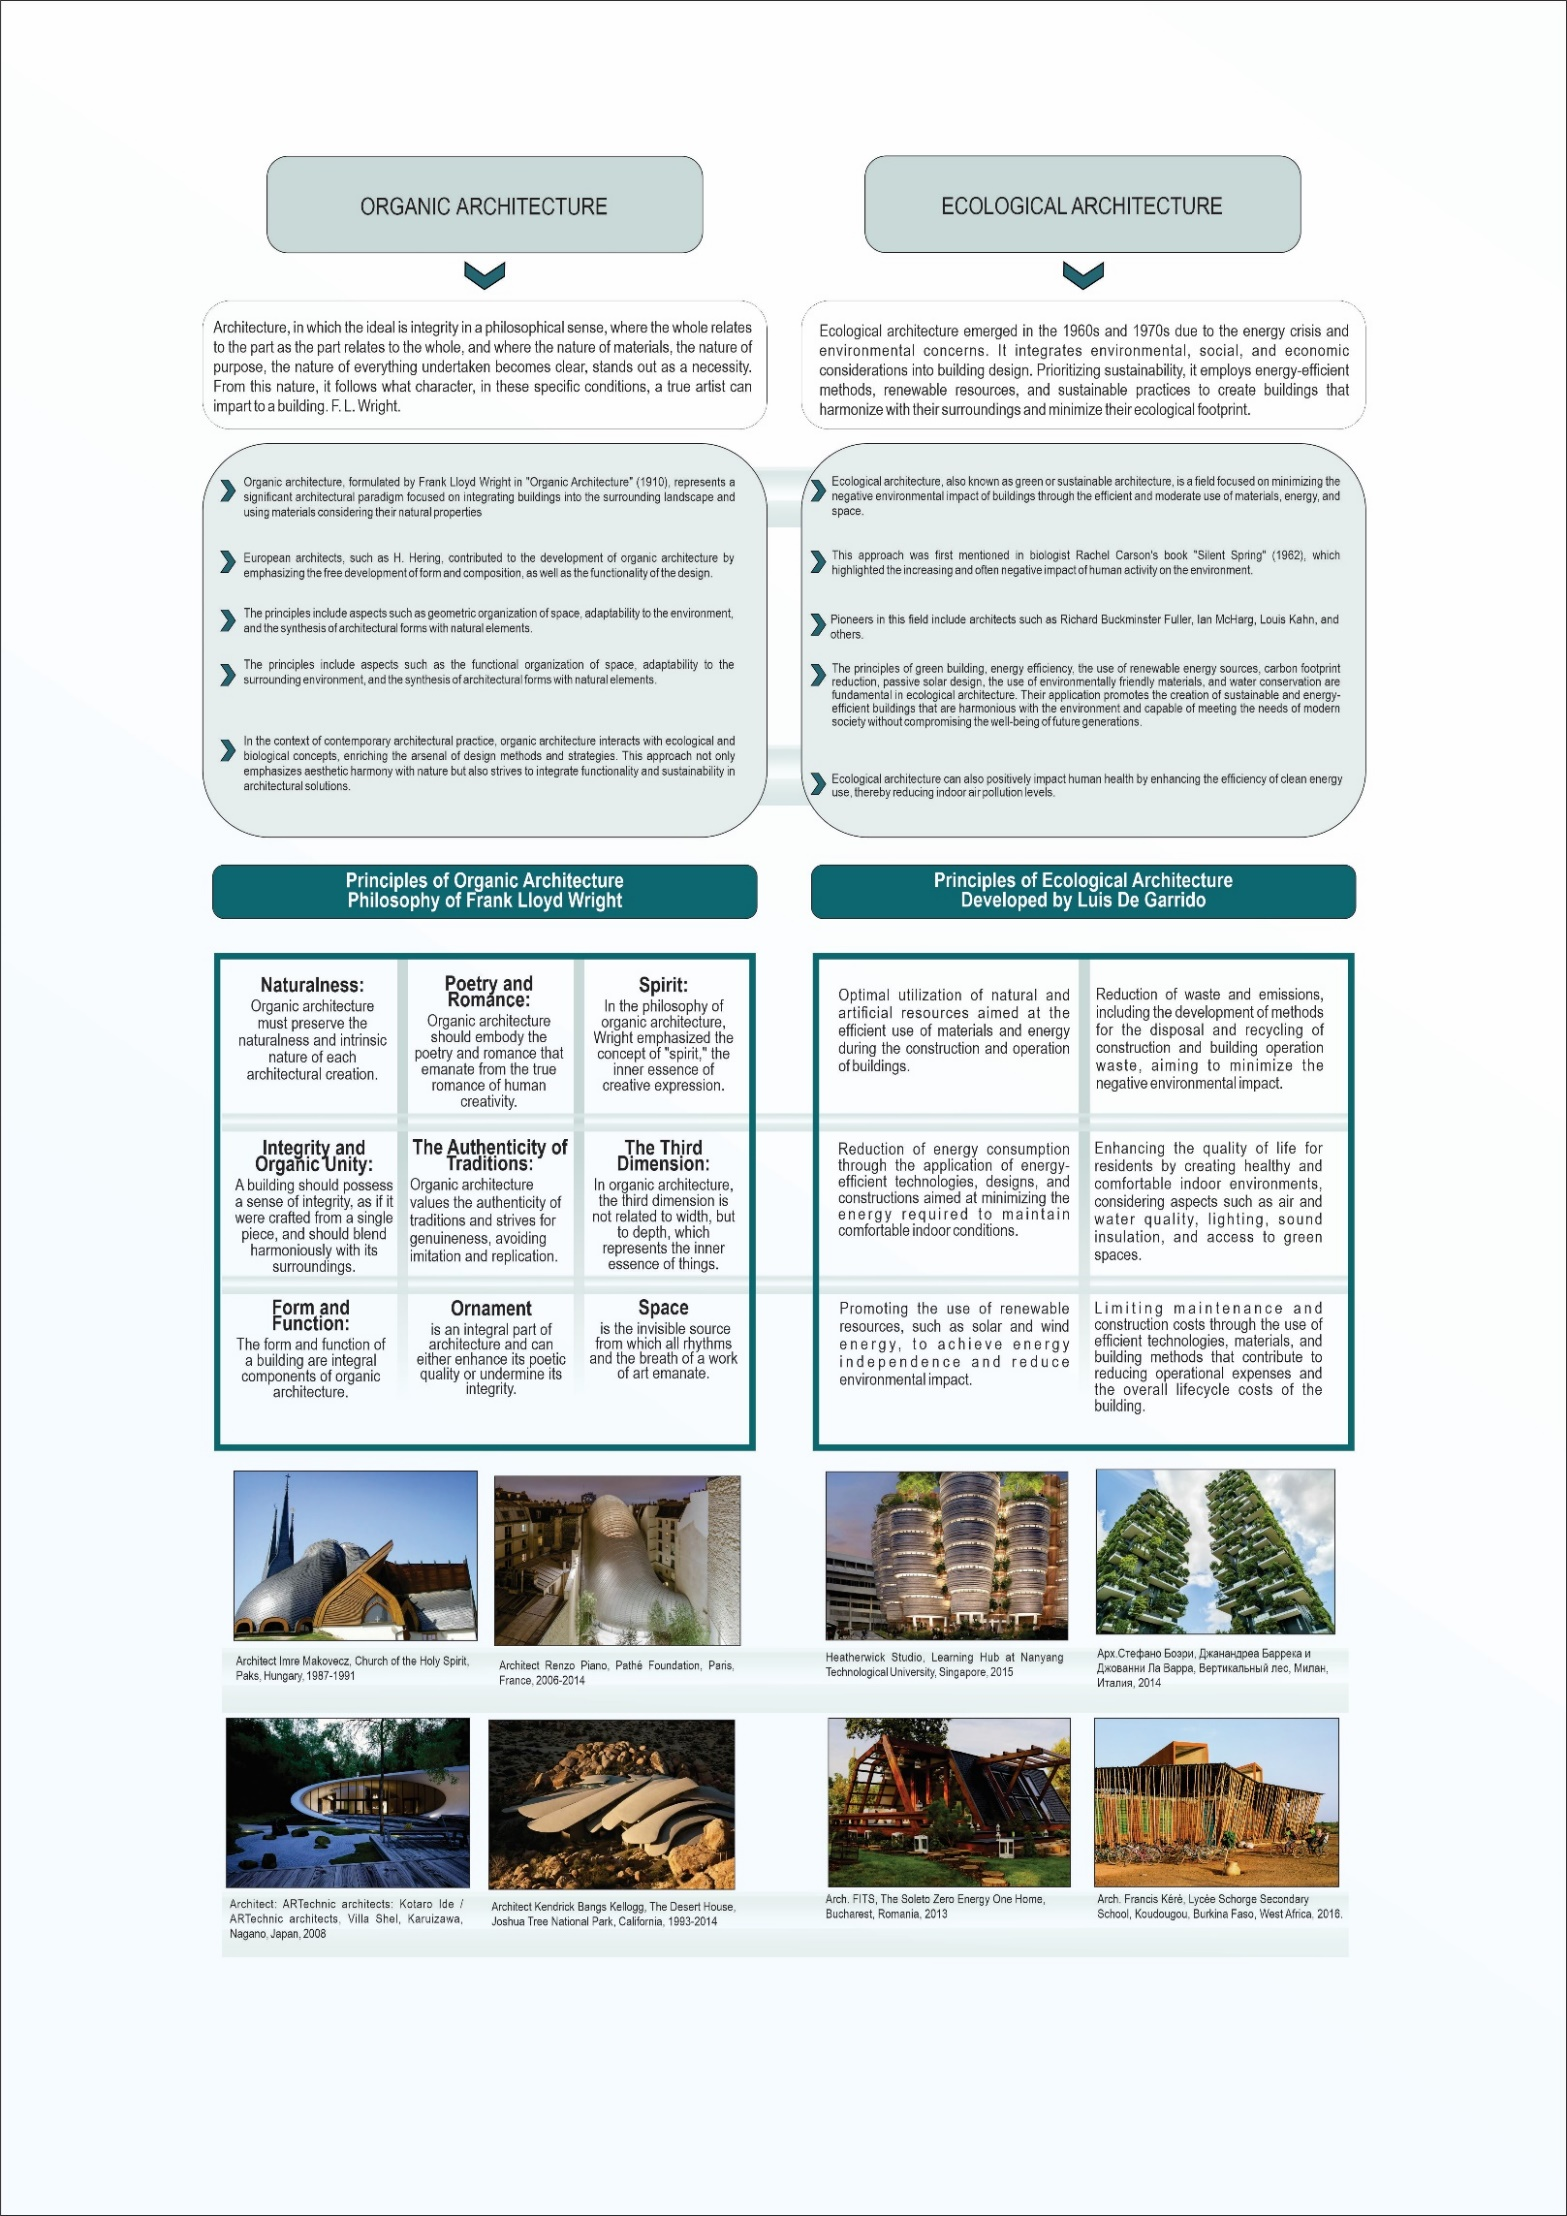 ORGANIC ARCHITECTURE
Architecture, in which the ideal is integrity in a philosophical sense, where the whole relates
to the part as the part relates to the whole, and where the nature of materials, the nature of
purpose, the nature of everything undertaken becomes clear, stands out as a necessity.
From this nature, it follows what character, in these specific conditions, a true artist can
impart to a building. F. L. Wright.
Organic architecture, formulated by Frank Lloyd Wright in "Organic Architecture" (1910), represents a
significant architectural paradigm focused on integrating buildings into the surrounding landscape and
using materials considering their natural properties
European architects, such as H. Hering, contributed to the development of organic architecture by
emphasizing the free development of form and composition, as well as the functionality of the design.
The principles include aspects such as geometric organization of space, adaptability to the environment,
and the synthesis of architectural forms with natural elements.
The principles include aspects such as the functional organization of space, adaptability to the
surrounding environment, and the synthesis of architectural forms with natural elements.
In the context of contemporary architectural practice, organic architecture interacts with ecological and
biological concepts, enriching the arsenal of design methods and strategies. This approach not only
emphasizes aesthetic harmony with nature but also strives to integrate functionality and sustainability in
architectural solutions.
ECOLOGICAL ARCHITECTURE
Ecological architecture emerged in the 1960s and 1970s due to the energy crisis and
environmental concerns. It integrates environmental, social, and economic
considerations into building design. Prioritizing sustainability, it employs energy-efficient
methods, renewable resources, and sustainable practices to create buildings that
harmonize with their surroundings and minimize their ecological footprint.
Ecological architecture, also known as green or sustainable architecture, is a field focused on minimizing the
negative environmental impact of buildings through the efficient and moderate use of materials, energy, and
space.
This approach was first mentioned in biologist Rachel Carson's book "Silent Spring" (1962), which
highlighted the increasing and often negative impact of human activity on the environment.
Pioneers in this field include architects such as Richard Buckminster Fuller, Ian McHarg, Louis Kahn, and
others.
The principles of green building, energy efficiency, the use of renewable energy sources, carbon footprint
reduction, passive solar design, the use of environmentally friendly materials, and water conservation are
fundamental in ecological architecture. Their application promotes the creation of sustainable and energy-
efficient buildings that are harmonious with the environment and capable of meeting the needs of modern
society without compromising the well-being of future generations.
Ecological architecture can also positively impact human health by enhancing the efficiency of clean energy
use, thereby reducing indoor air pollution levels.
Principles of Organic Architecture
Philosophy of Frank Lloyd Wright
Naturalness:
Organic architecture
must preserve the
naturalness and intrinsic
nature of each
architectural creation.
Poetry and
Romance:
Organic architecture
should embody the
poetry and romance that
emanate from the true
romance of human
creativity.
Spirit:
In the philosophy of
organic architecture,
Wright emphasized the
concept of "spirit," the
inner essence of
creative expression.
Integrity and
Organic Unity:
A building should possess
a sense of integrity, as if it
were crafted from a single
piece, and should blend
harmoniously with its
surroundings.
The Authenticity of
Traditions:
Organic architecture
values the authenticity of
traditions and strives for
genuineness, avoiding
imitation and replication.
The Third
Dimension:
In organic architecture,
the third dimension is
not related to width, but
to depth, which
represents the inner
essence of things.
Form and
Function:
The form and function of
a building are integral
components of organic
architecture.
Ornament
is an integral part of
architecture and can
either enhance its poetic
quality or undermine its
integrity.
Space
is the invisible source
from which all rhythms
and the breath of a work
of art emanate.
Principles of Ecological Architecture
Developed by Luis De Garrido
Optimal utilization of natural and
artificial resources aimed at the
efficient use of materials and energy
during the construction and operation
of buildings.
Reduction of waste and emissions,
including the development of methods
for the disposal and recycling of
construction and building operation
waste, aiming to minimize the
negative environmental impact.
Reduction of energy consumption
through the application of energy-
efficient technologies, designs, and
constructions aimed at minimizing the
energy required to maintain
comfortable indoor conditions.
Enhancing the quality of life for
residents by creating healthy and
comfortable indoor environments,
considering aspects such as air and
water quality, lighting, sound
insulation, and access to green
spaces.
Promoting the use of renewable
resources, such as solar and wind
energy, to achieve energy
independence and reduce
environmental impact.
Limiting maintenance and
construction costs through the use of
efficient technologies, materials, and
building methods that contribute to
reducing operational expenses and
the overall lifecycle costs of the
building.
Architect Imre Makovecz, Church of the Holy Spirit,
Paks, Hungary, 1987-1991
Architect Renzo Piano, Pathé Foundation, Paris,
France, 2006-2014
Heatherwick Studio, Learning Hub at Nanyang
Technological University, Singapore, 2015
Арх.Стефано Боэри, Джанандреа Баррека и
Джованни Ла Варра, Вертикальный лес, Милан,
Италия, 2014
Architect: ARTechnic architects: Kotaro Ide /
ARTechnic architects, Villa Shel, Karuizawa,
Nagano, Japan, 2008
Architect Kendrick Bangs Kellogg, The Desert House,
Joshua Tree National Park, California, 1993-2014
Arch. FITS, The Soleto Zero Energy One Home,
Bucharest, Romania, 2013
Arch. Francis Kéré, Lycée Schorge Secondary
School, Koudougou, Burkina Faso, West Africa, 2016.